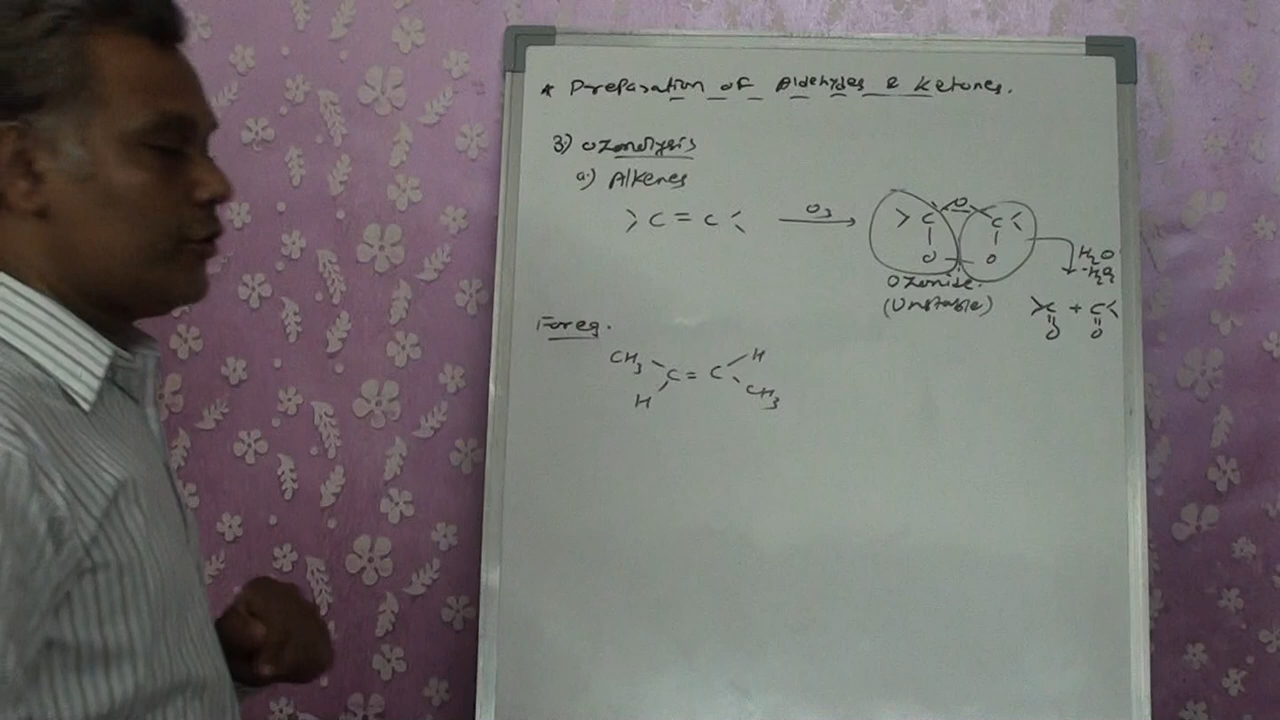 * Preparation of Aldehydes & Ketones.
3) Ozonolysis
a.) Alkenes
>C = C< O3 → >C O C<
O O
H2O
-H2O2
Ozonide.
(Unstable) >C + C<
O O
For eg.
CH3 H
C = C
H CH3